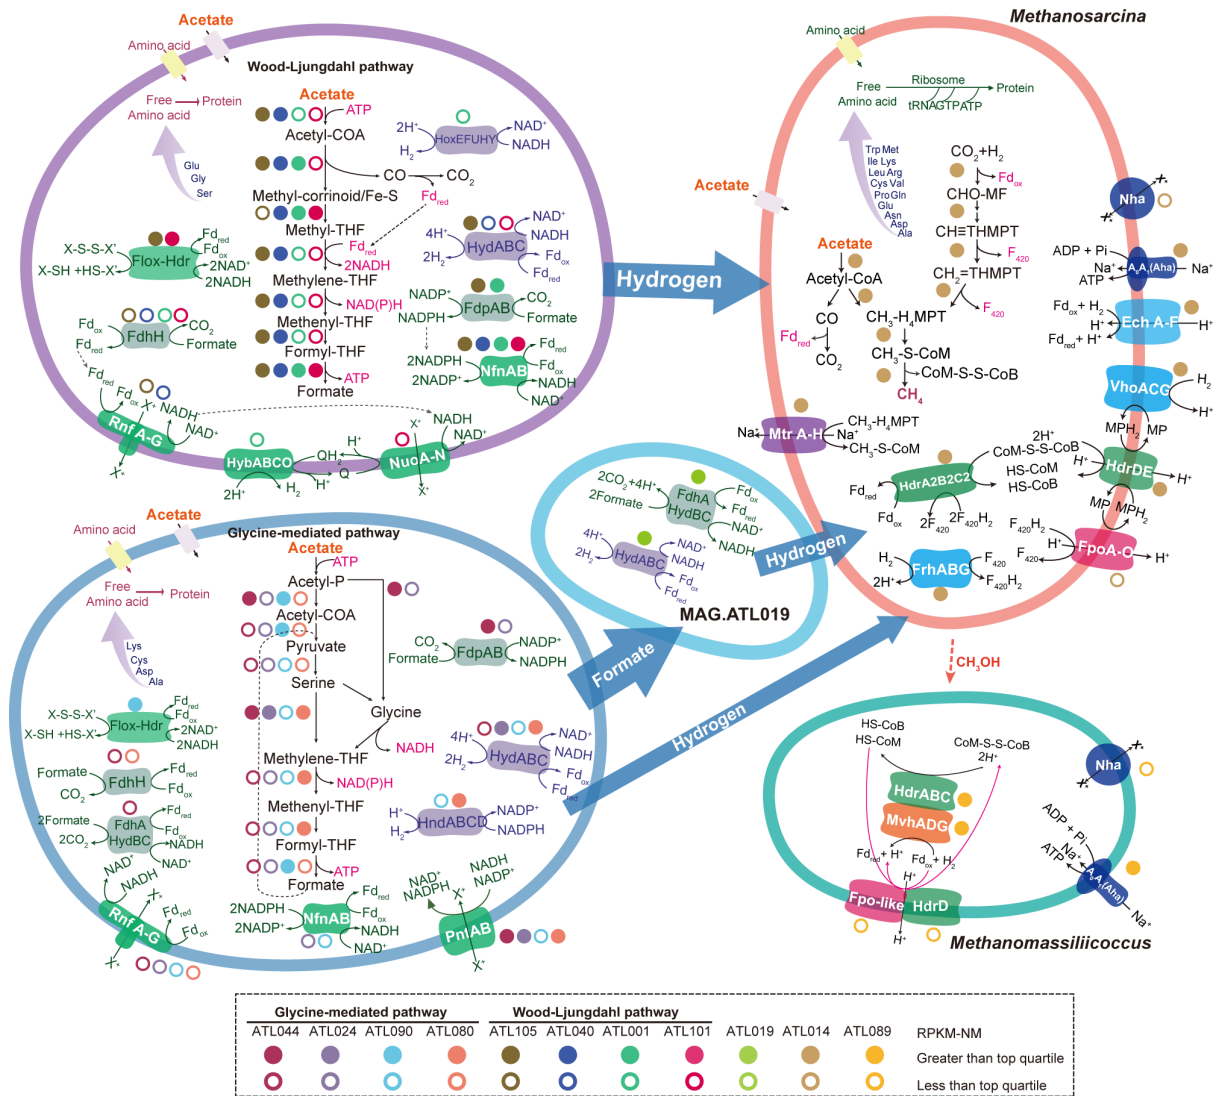 Acetate
Amino acid
Wood-Ljungdahl pathway
Free
Protein
Amino acid
Glu
Gly
Ser
Acetate
ATP
Acetyl-COA
CO
CO2
Methyl-corrinoid/Fe-S
Fdred
Methyl-THF
Fdred
2NADH
Methylene-THF
NAD(P)H
Methenyl-THF
Formyl-THF
ATP
Formate
2H+
H2
HoxEFUHY
NAD+
NADH
4H+
2H2
HydABC
NAD+
NADH
Fdox
Fdred
NADP+
NADPH
FdpAB
CO2
Formate
2NADPH
2NADP+
NfnAB
Fdred
Fdox
NADH
NAD+
X-S-S-X'
X-SH +HS-X'
Flox-Hdr
Fdred
Fdox
2NAD+
2NADH
Fdox
Fdred
FdhH
CO2
Formate
Fdred
Fdox
X+
NADH
NAD+
Rnf A-G
X+
HybABCO
2H+
H2
QH2
H+
H+
Q
NuoA-N
X+
X+
NADH
NAD+
Hydrogen
Methanosarcina
Amino acid
Free
Amino acid
Ribosome
tRNA
GTP
ATP
Protein
Trp Met
Ile Lys
Leu Arg
Cys Val
Pro Gln
Glu
Asn
Asp
Ala
Acetate
CO2+H2
Fdox
CHO-MF
CH≡THMPT
F420
CH2=THMPT
F420
Acetate
Acetyl-CoA
CO
Fdred
CO2
CH3-H4MPT
CH3-S-CoM
CoM-S-S-CoB
CH4
Nha
X+
X+
ADP + Pi
Na+
ATP
A0A1(Aha)
Na+
Fdox + H2
H+
Fdred+ H+
Ech A-F
H+
VhoACG
H2
H+
MPH2
MP
Na+
Mtr A-H
Na+
CH3-H4MPT
CH3-S-CoM
HdrA2B2C2
Fdred
Fdox
2F420
2F420H2
2H+
CoM-S-S-CoB
HS-CoM
HS-CoB
H+
HdrDE
H+
MP
MPH2
F420H2
H+
F420
FpoA-O
H+
H2
2H+
FrhABG
F420
F420H2
CH3OH
2CO2+4H+
2Formate
FdhA
HydBC
Fdox
Fdred
NAD+
NADH
4H+
2H2
HydABC
NAD+
NADH
Fdox
Fdred
MAG.ATL019
Hydrogen
Formate
Hydrogen
Acetate
Amino acid
Glycine-mediated pathway
Free
Amino acid
Protein
Lys
Cys
Asp
Ala
Acetate
ATP
Acetyl-P
Acetyl-COA
Pyruvate
Serine
Glycine
NADH
Methylene-THF
NAD(P)H
Methenyl-THF
Formyl-THF
ATP
Formate
CO2
Formate
FdpAB
NADP+
NADPH
4H+
2H2
HydABC
NAD+
NADH
Fdox
Fdred
H+
H2
HndABCD
NADP+
NADPH
X-S-S-X'
X-SH +HS-X'
Flox-Hdr
Fdred
Fdox
2NAD+
2NADH
Formate
CO2
FdhH
Fdred
Fdox
2Formate
2CO2
FdhA
HydBC
Fdred
Fdox
NADH
NAD+
NAD+
NADH
Rnf A-G
X+
X+
Fdred
Fdox
2NADPH
2NADP+
NfnAB
Fdred
Fdox
NADH
NAD+
NAD+
NADPH
X+
NADH
NADP+
PntAB
X+
HS-CoB
HS-CoM
CoM-S-S-CoB
2H+
HdrABC
MvhADG
Fdred + H+
Fdox + H2
H+
Fpo-like
HdrD
H+
Nha
X+
X+
ADP + Pi
Na+
ATP
A0A1(Aha)
Na+
Methanomassiliicoccus
Glycine-mediated pathway
Wood-Ljungdahl pathway
ATL044
ATL024
ATL090
ATL080
ATL105
ATL040
ATL001
ATL101
ATL019
ATL014
ATL089
RPKM-NM
Greater than top quartile
Less than top quartile